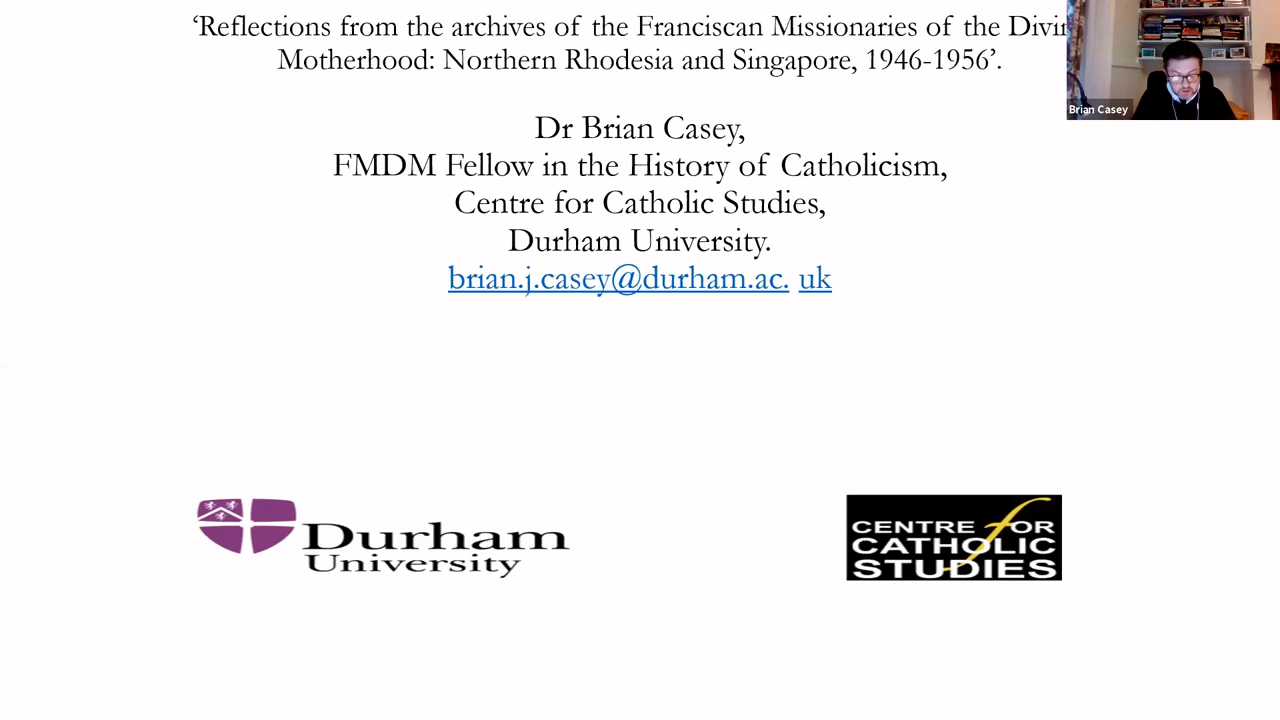 ‘Reflections from the archives of the Franciscan Missionaries of the Divin
Motherhood: Northern Rhodesia and Singapore, 1946-1956’.
Brian Casey
Dr Brian Casey,
FMDM Fellow in the History of Catholicism,
Centre for Catholic Studies,
Durham University.
brian.j.casey@durham.ac. uk
Durham
University
CENTRE for
CATHOLIC
STUDIES